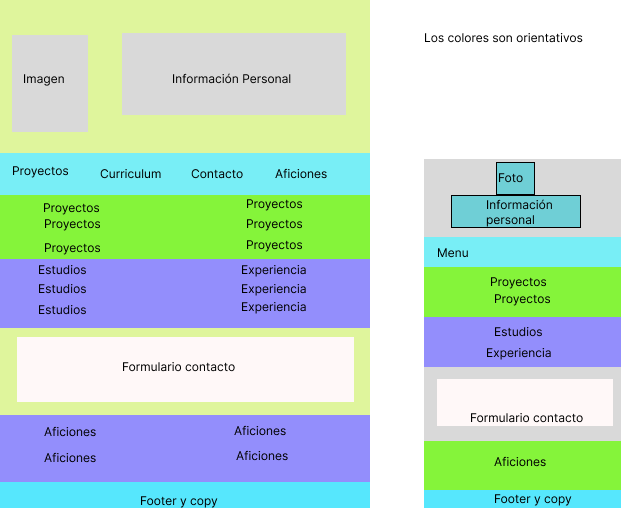 Imagen
Información Personal
Proyectos
Curriculum
Contacto
Aficiones
Proyectos
Proyectos
Proyectos
Proyectos
Proyectos
Proyectos
Estudios
Experiencia
Estudios
Experiencia
Estudios
Experiencia
Formulario contacto
Aficiones
Aficiones
Aficiones
Aficiones
Footer y copy
Los colores son orientativos
Foto
Información
personal
Menu
Proyectos
Proyectos
Estudios
Experiencia
Formulario contacto
Aficiones
Footer y copy